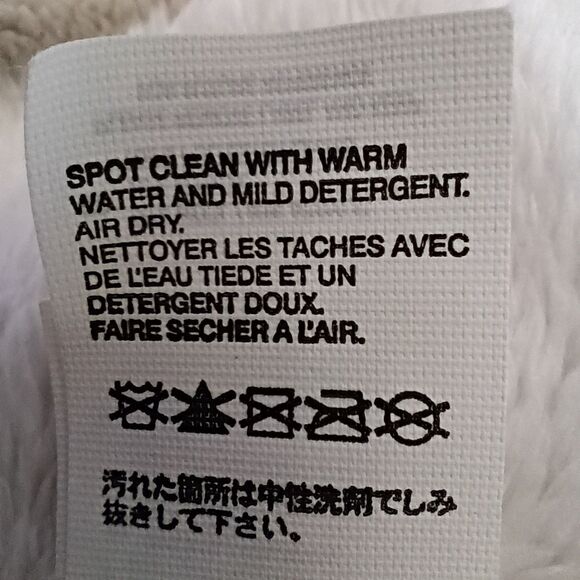 SPOT CLEAN WITH WARM
WATER AND MILD DETERGENT.
AIR DRY.
NETTOYER LES TACHES AVEC
DE L'EAU TIEDE ET UN
DETERGENT DOUX.
FAIRE SECHER A L'AIR.
汚れた箇所は中性洗剤でしみ
抜きして下さい。